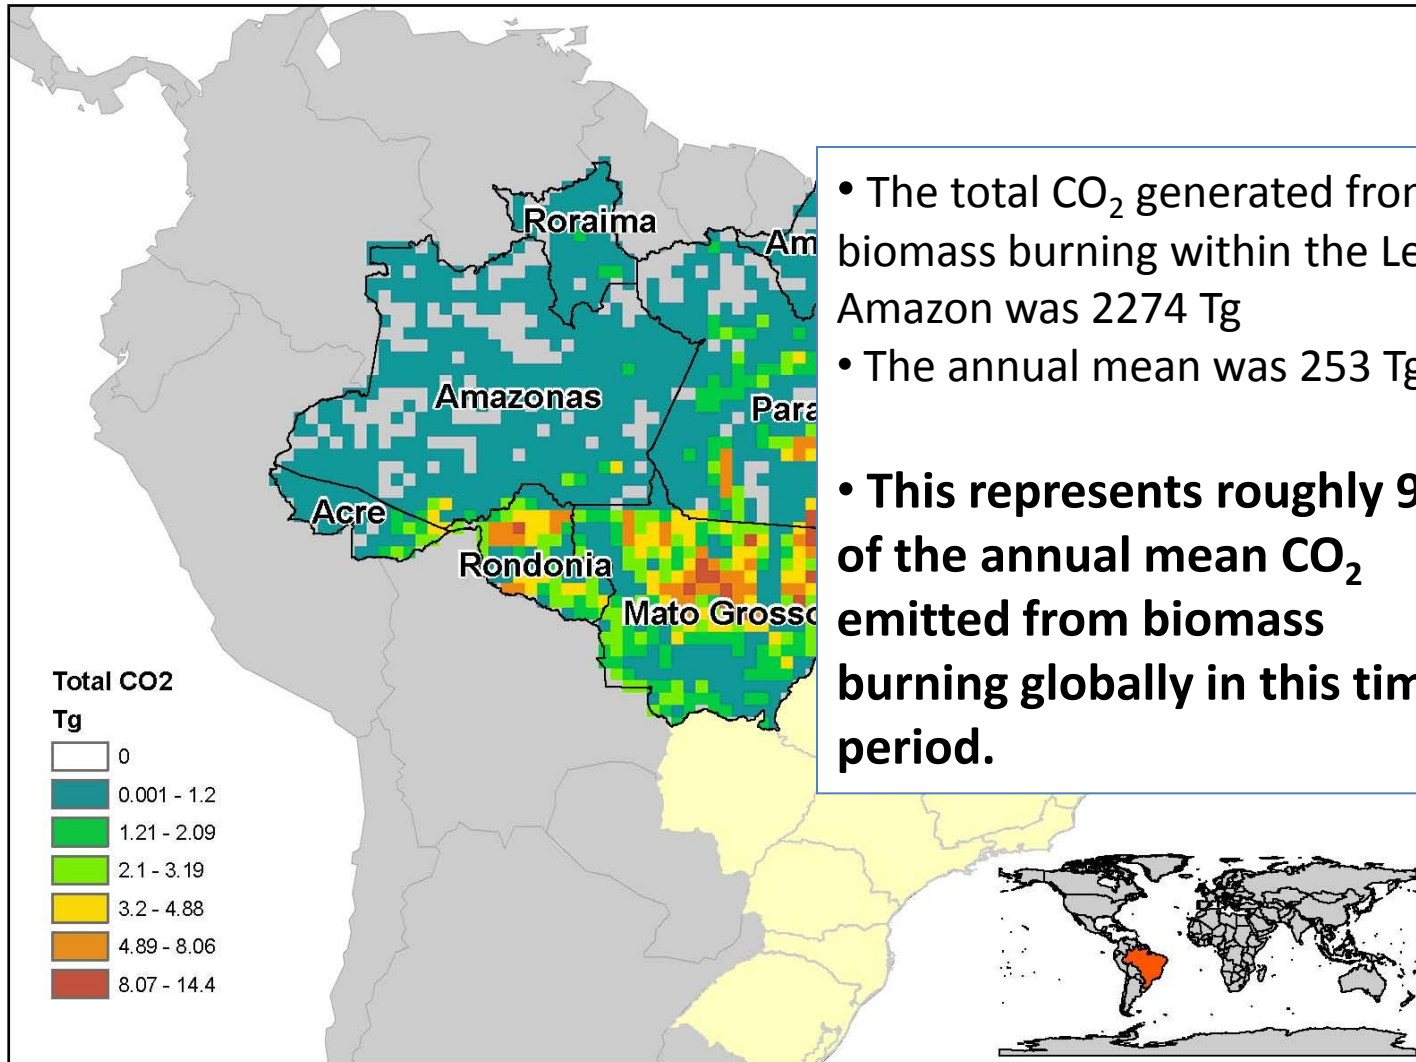 Roraima
Am
Amazonas
Para
Acre
Rondonia
Mato Grosso
• The total CO₂ generated from
biomass burning within the Le
Amazon was 2274 Tg
• The annual mean was 253 Tg
• This represents roughly 9
of the annual mean CO₂
emitted from biomass
burning globally in this tim
period.
Total CO2
Tg
0
0.001 - 1.2
1.21 - 2.09
2.1 - 3.19
3.2 - 4.88
4.89 - 8.06
8.07 - 14.4